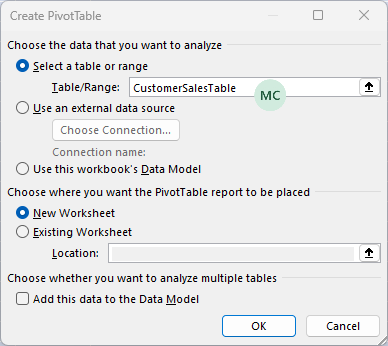 Create PivotTable
Choose the data that you want to analyze
Select a table or range
Table/Range: CustomerSalesTable
MC
Use an external data source
Choose Connection...
Connection name:
Use this workbook's Data Model
Choose where you want the PivotTable report to be placed
New Worksheet
Existing Worksheet
Location:
Choose whether you want to analyze multiple tables
Add this data to the Data Model
OK Cancel